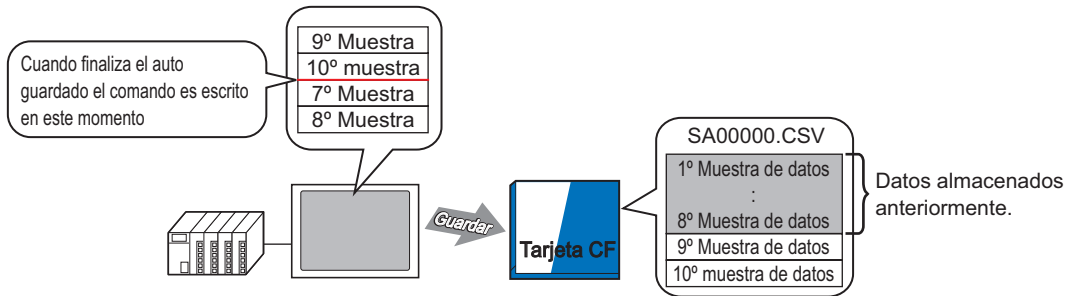 Cuando finaliza el auto
guardado el comando es escrito
en este momento
9º Muestra
10º muestra
7º Muestra
8º Muestra
Guardar
Tarjeta CF
SA00000.CSV
1º Muestra de datos
:
8º Muestra de datos
9º Muestra de datos
10º muestra de datos
Datos almacenados
anteriormente.